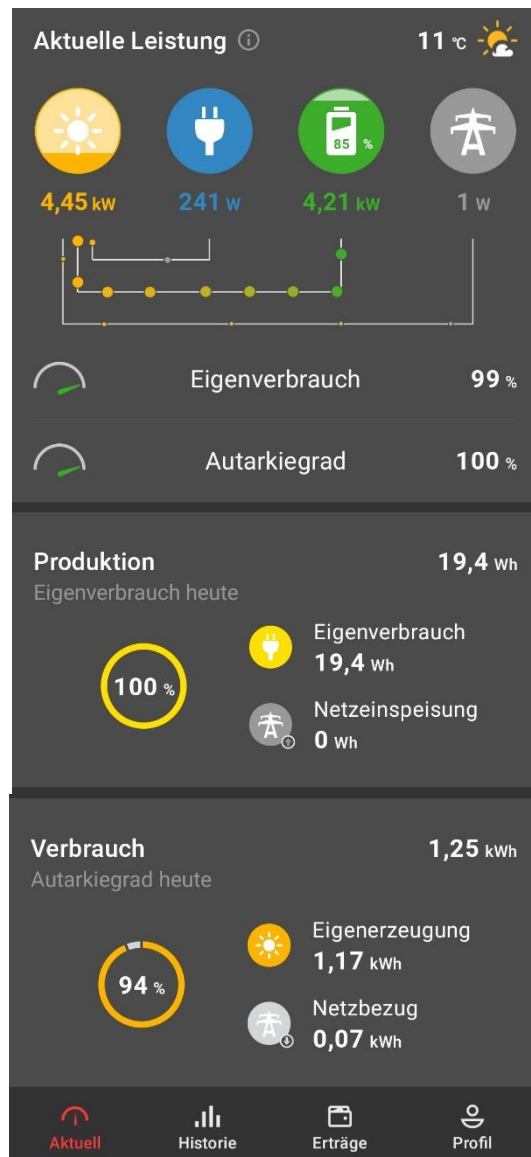 Aktuelle Leistung
11 °C
85 %
4,45 kW 241 W 4,21 kW 1 W
Eigenverbrauch 99 %
Autarkiegrad 100 %
Produktion 19,4 Wh
Eigenverbrauch heute
100 %
Eigenverbrauch
19,4 Wh
Netzeinspeisung
0 Wh
Verbrauch 1,25 kWh
Autarkiegrad heute
94 %
Eigenerzeugung
1,17 kWh
Netzbezug
0,07 kWh
Aktuell Historie Erträge Profil